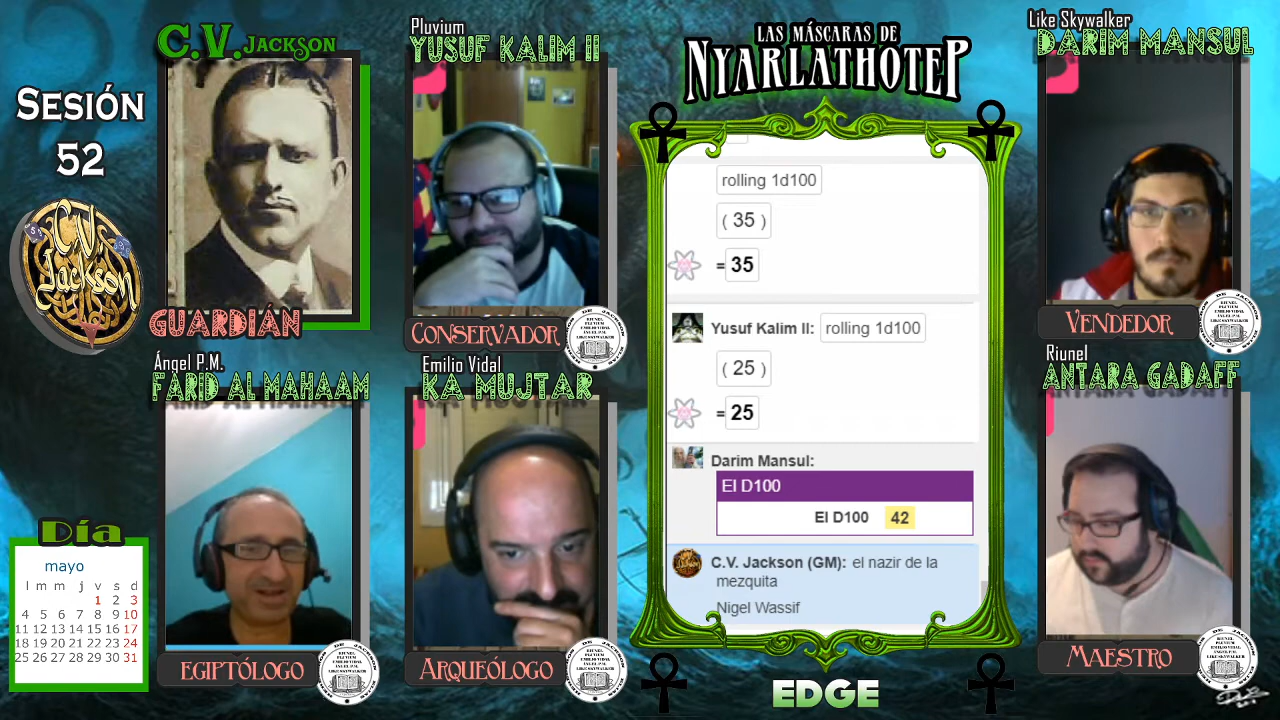 SESIÓN
52
C.V.
Jackson
C.V. JACKSON
GUARDIÁN
Pluvium
YUSUF KALIM II
CONSERVADOR
LAS MÁSCARAS DE
NYARLATHOTEP
rolling 1d100
( 35 )
= 35
Yusuf Kalim II: rolling 1d100
( 25 )
= 25
Darim Mansul:
El D100
El D100 42
C.V. Jackson (GM): el nazir de la
mezquita
Nigel Wassif
EDGE
Like Skywalker
DARIM MANSUL
VENDEDOR
Ángel P.M.
FARID AL MAHAAM
EGIPTÓLOGO
Emilio Vidal
KA MUJTAR
ARQUEÓLOGO
Riunel
ANTARA GADAFF
MAESTRO
Día
mayo
l m m j v s d
1 2 3
4 5 6 7 8 9 10
11 12 13 14 15 16 17
18 19 20 21 22 23 24
25 26 27 28 29 30 31